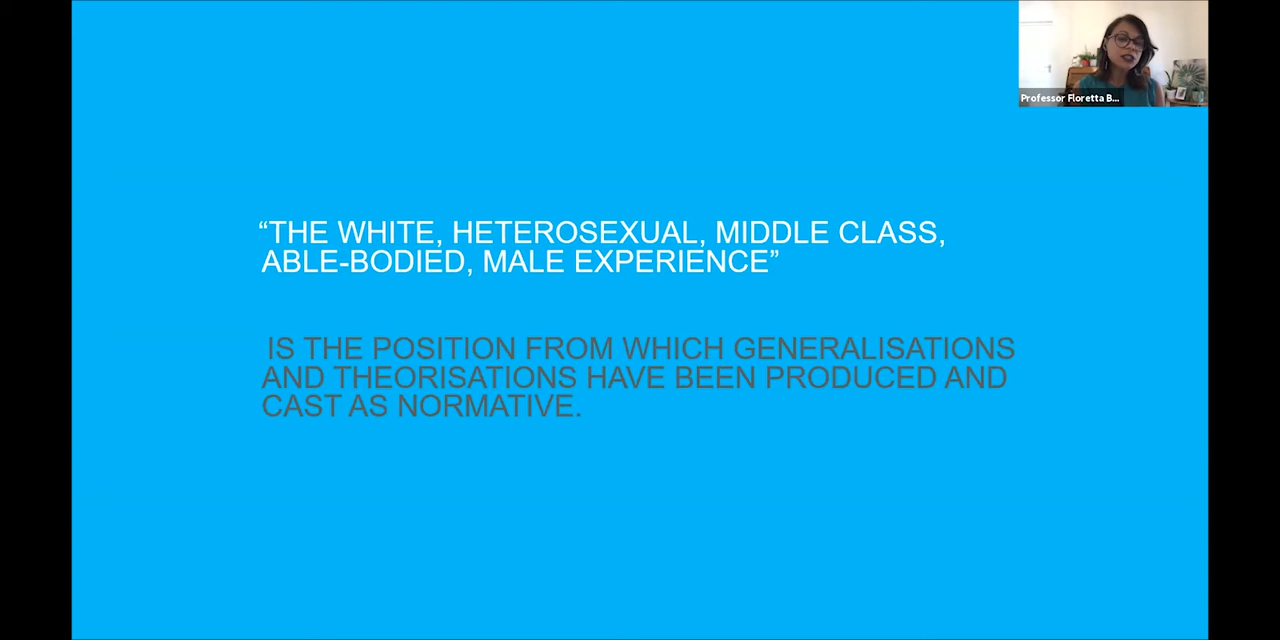 Professor Floretta B...
“THE WHITE, HETEROSEXUAL, MIDDLE CLASS,
ABLE-BODIED, MALE EXPERIENCE”
IS THE POSITION FROM WHICH GENERALISATIONS
AND THEORISATIONS HAVE BEEN PRODUCED AND
CAST AS NORMATIVE.